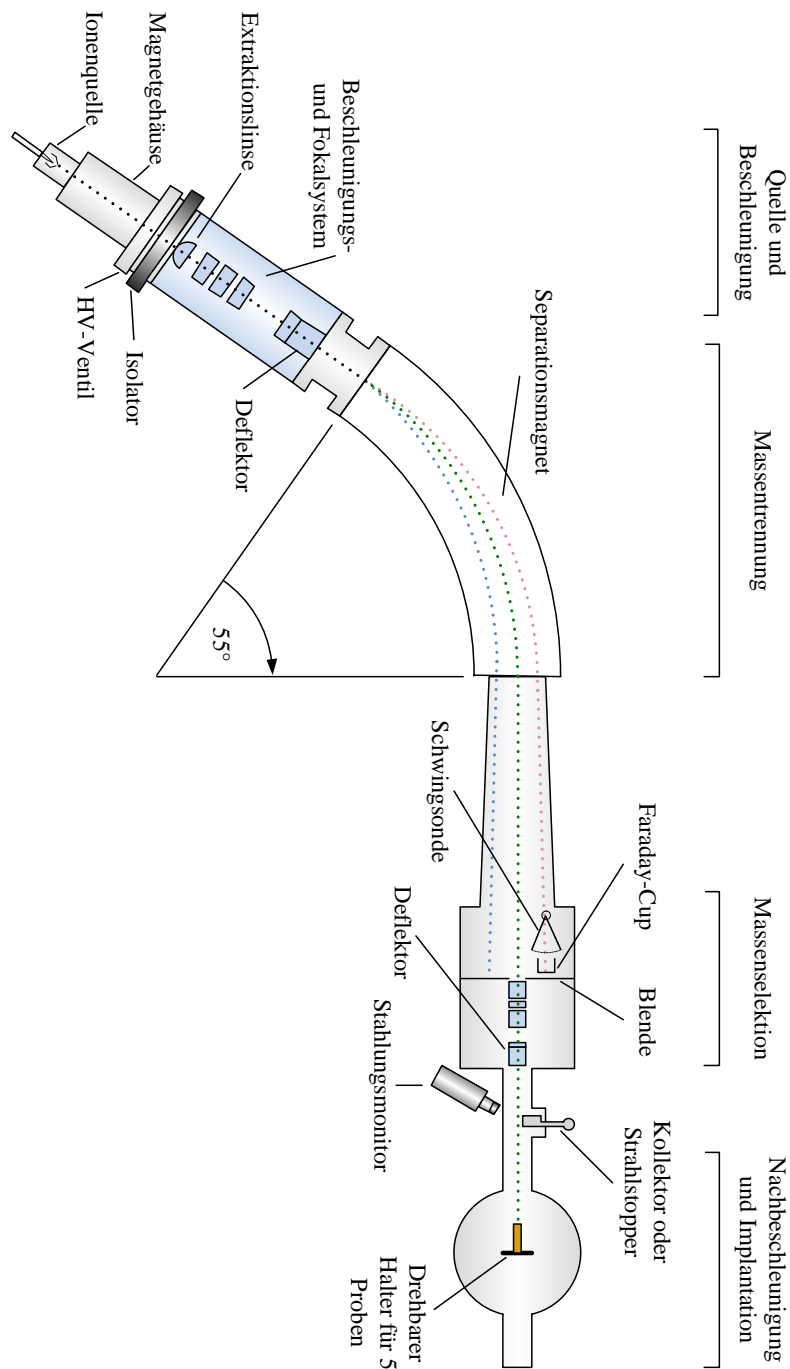 Quelle und
Beschleunigung
Massentrennung
Massenselektion
Nachbeschleunigung
und Implantation
Ionenquelle
Magnetgehäuse
Extraktionslinse
Beschleunigungs-
und Fokalsystem
Separationsmagnet
HV-Ventil
Isolator
Deflektor
55°
Schwingsonde
Faraday-Cup
Blende
Deflektor
Stahlungsmonitor
Kollektor oder
Strahlstopper
Drehbarer
Halter für 5
Proben